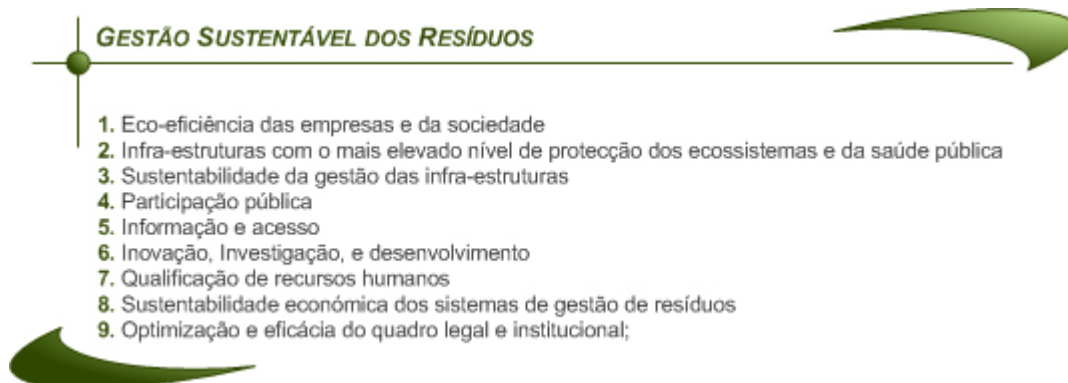 GESTÃO SUSTENTÁVEL DOS RESÍDUOS
1. Eco-eficiência das empresas e da sociedade
2. Infra-estruturas com o mais elevado nível de protecção dos ecossistemas e da saúde pública
3. Sustentabilidade da gestão das infra-estruturas
4. Participação pública
5. Informação e acesso
6. Inovação, Investigação, e desenvolvimento
7. Qualificação de recursos humanos
8. Sustentabilidade económica dos sistemas de gestão de resíduos
9. Optimização e eficácia do quadro legal e institucional;